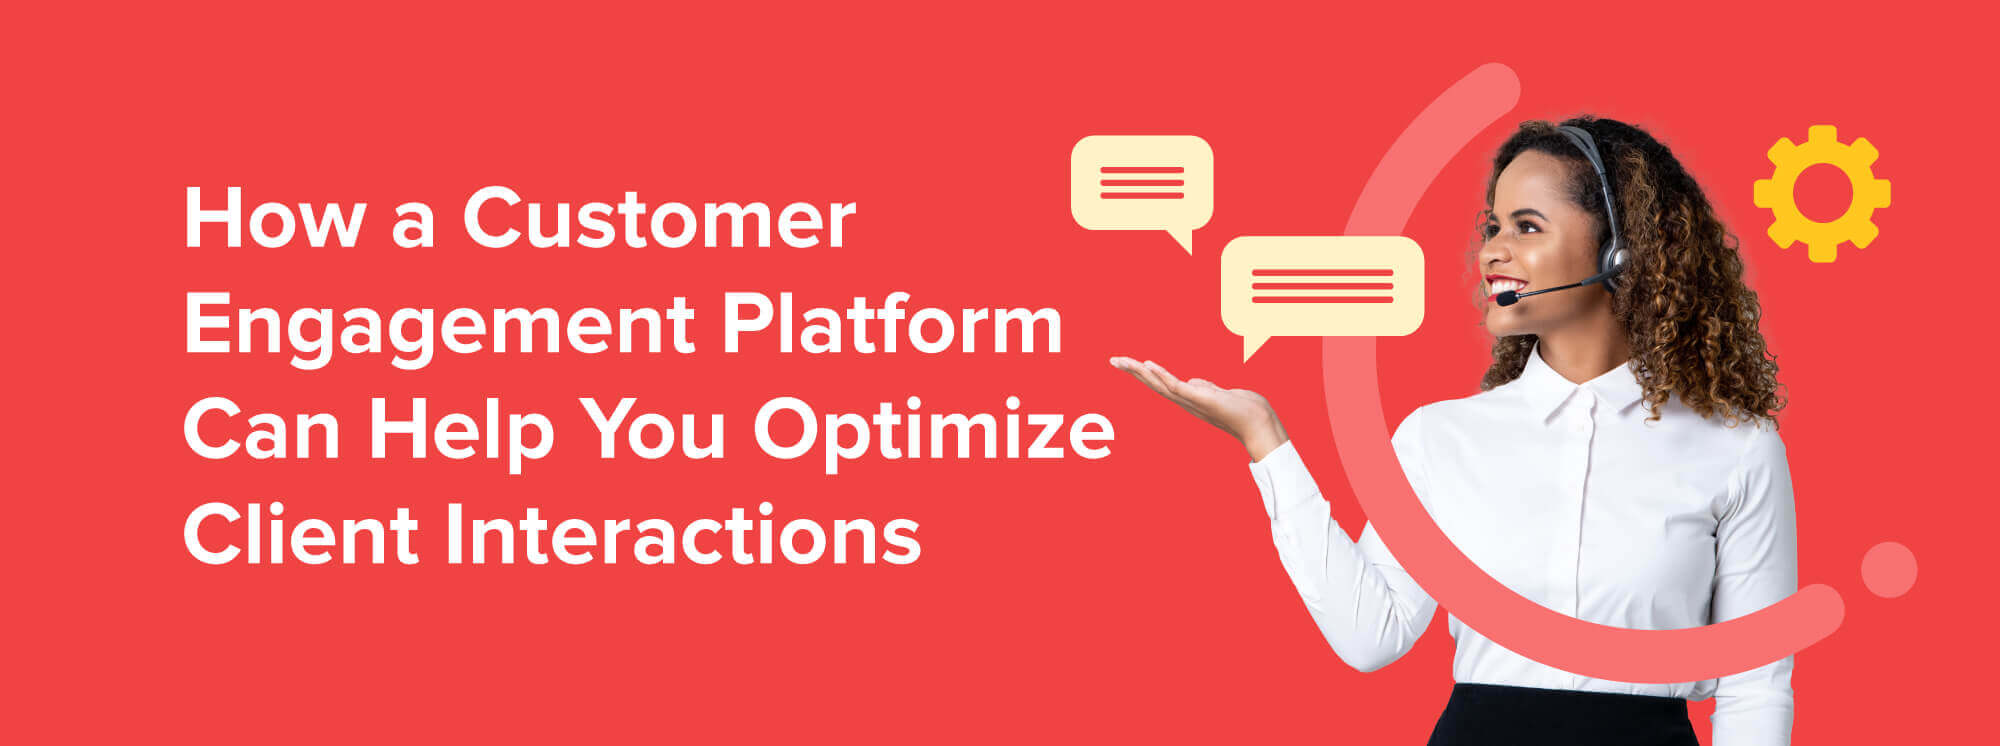 How a Customer
Engagement Platform
Can Help You Optimize
Client Interactions